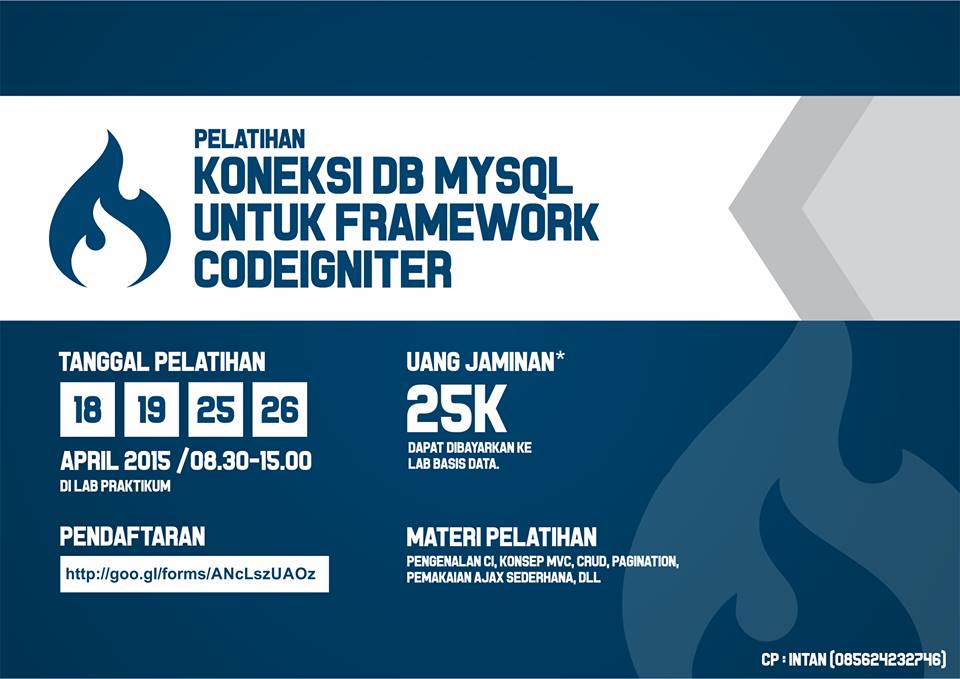 PELATIHAN
KONEKSI DB MYSQL
UNTUK FRAMEWORK
CODEIGNITER
TANGGAL PELATIHAN
18 19 25 26
APRIL 2015 /08.30-15.00
DI LAB PRAKTIKUM
UANG JAMINAN*
25K
DAPAT DIBAYARKAN KE
LAB BASIS DATA.
PENDAFTARAN
http://goo.gl/forms/ANcLszUAOz
MATERI PELATIHAN
PENGENALAN CI, KONSEP MVC, CRUD, PAGINATION,
PEMAKAIAN AJAX SEDERHANA, DLL
CP : INTAN (085624232746)